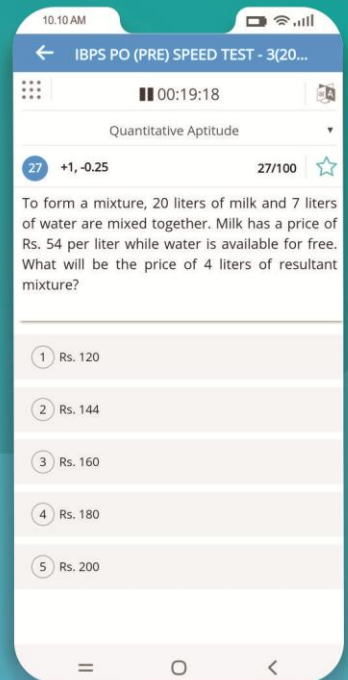 10.10 AM
IBPS PO (PRE) SPEED TEST - 3(20...
00:19:18
Quantitative Aptitude
27 +1, -0.25 27/100
To form a mixture, 20 liters of milk and 7 liters
of water are mixed together. Milk has a price of
Rs. 54 per liter while water is available for free.
What will be the price of 4 liters of resultant
mixture?
1 Rs. 120
2 Rs. 144
3 Rs. 160
4 Rs. 180
5 Rs. 200